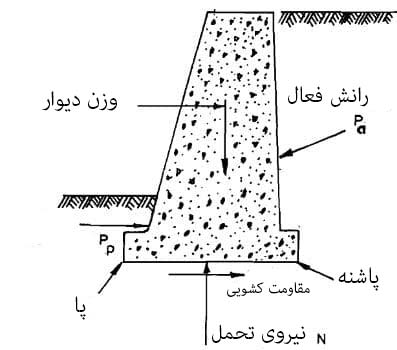 وزن دیوار
رانش فعال
Pa
Pp
پاشنه
مقاومت کشویی
پا
نیروی تحمل N